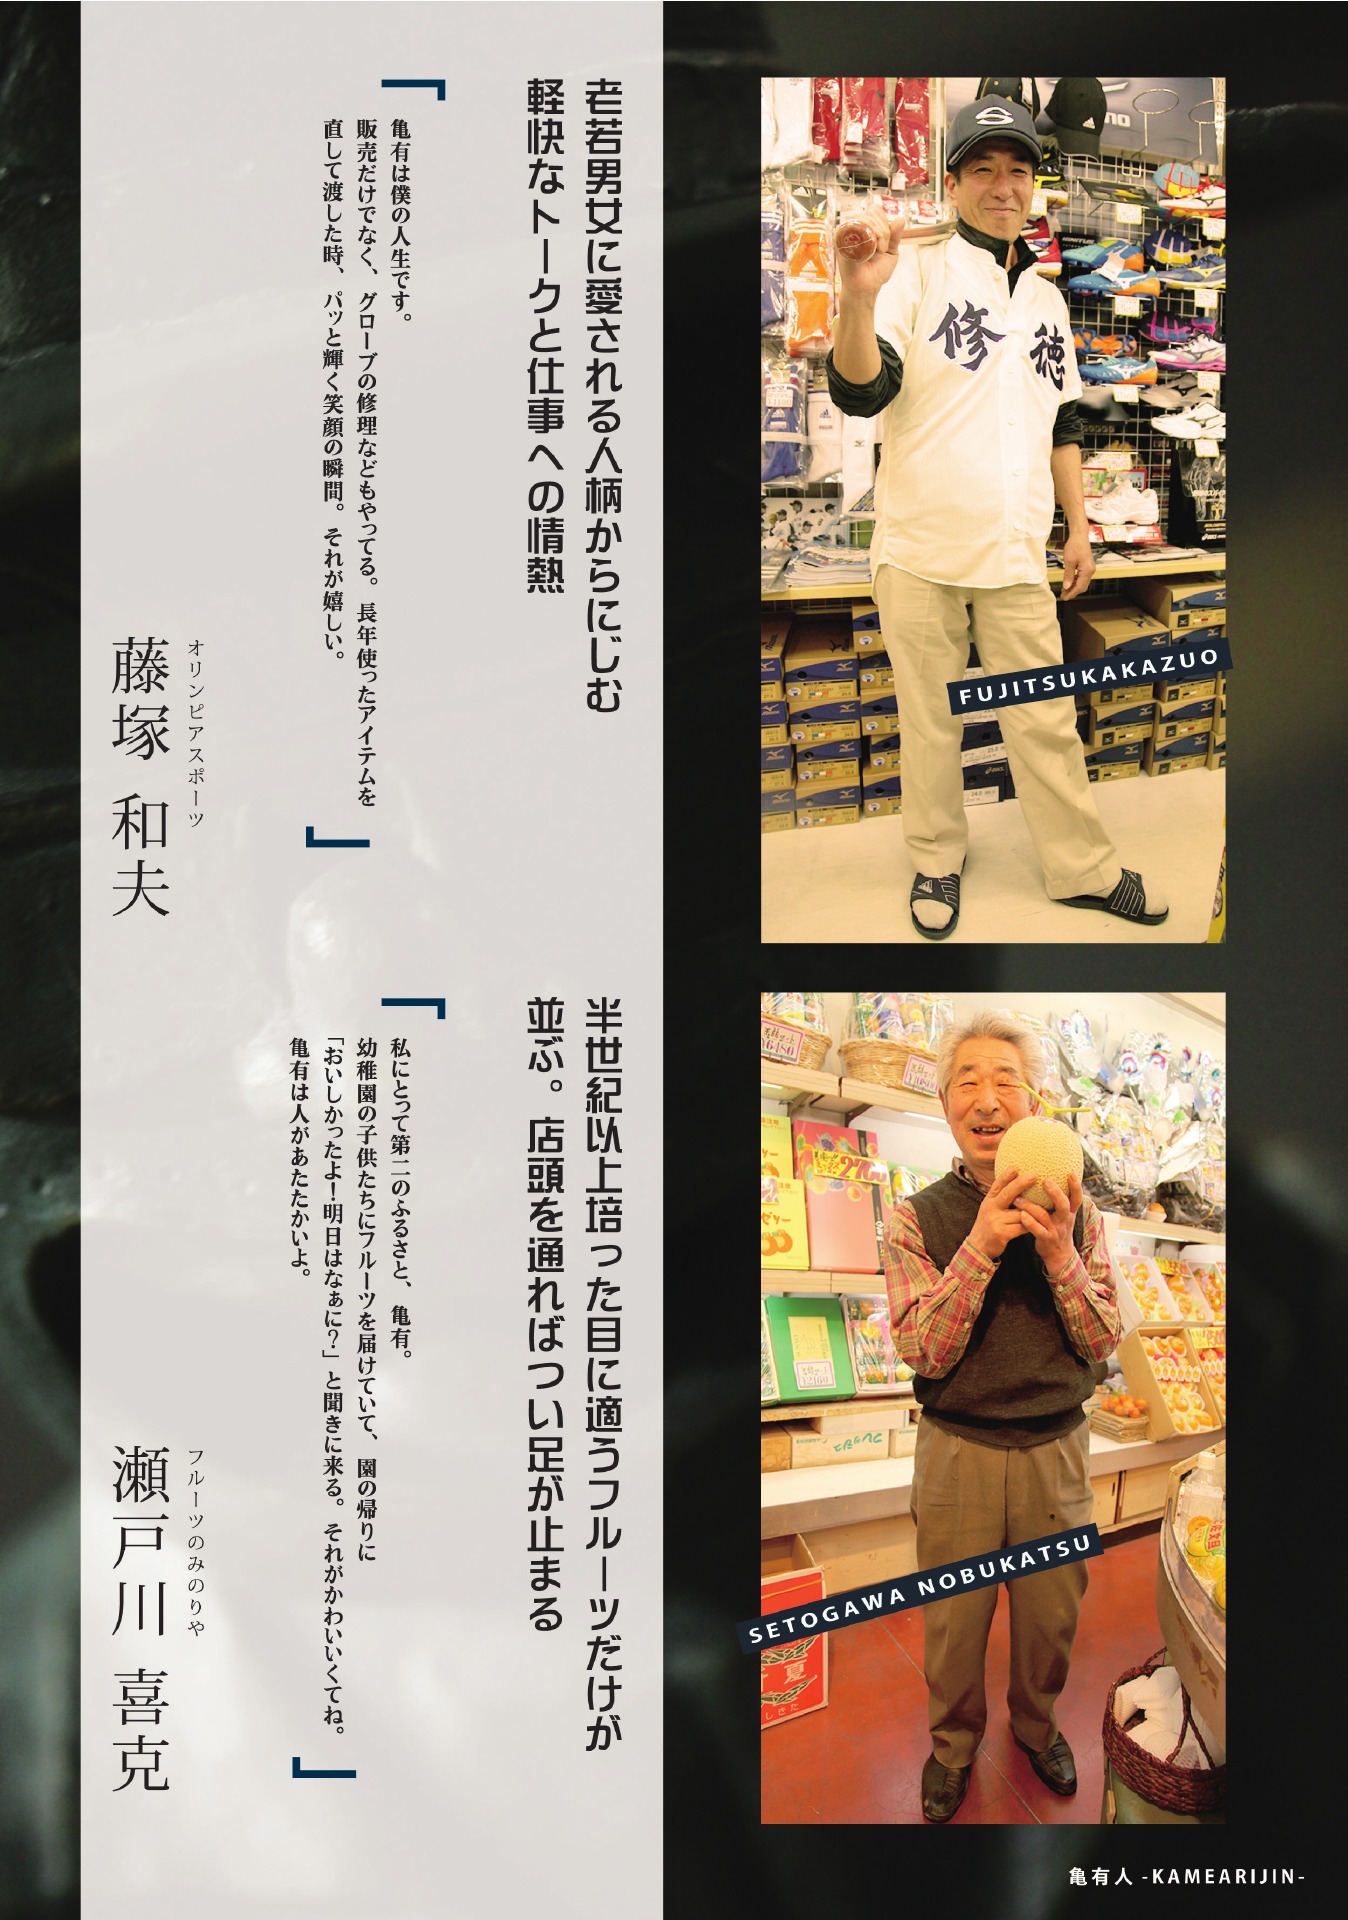 老若男女に愛される人柄からにじむ
軽快なトークと仕事への情熱
「
亀有は僕の人生です。
販売だけでなく、グローブの修理などもやってる。長年使ったアイテムを
直して渡した時、パッと輝く笑顔の瞬間。それが嬉しい。
」
オリンピアスポーツ
藤塚 和夫
修徳
FUJITSUKAKAZUO
半世紀以上培った目に適うフルーツだけが
並ぶ。店頭を通ればつい足が止まる
「
私にとって第二のふるさと、亀有。
幼稚園の子供たちにフルーツを届けていて、園の帰りに
「おいしかったよ!明日はなぁに?」と聞きに来る。それがかわいくてね。
亀有は人があたたかいよ。
」
フルーツのみのりや
瀬戸川 喜克
¥6480
¥10800
2700
¥2160
フレッシュ
SETOGAWA NOBUKATSU
亀有人 -KAMEARIJIN-